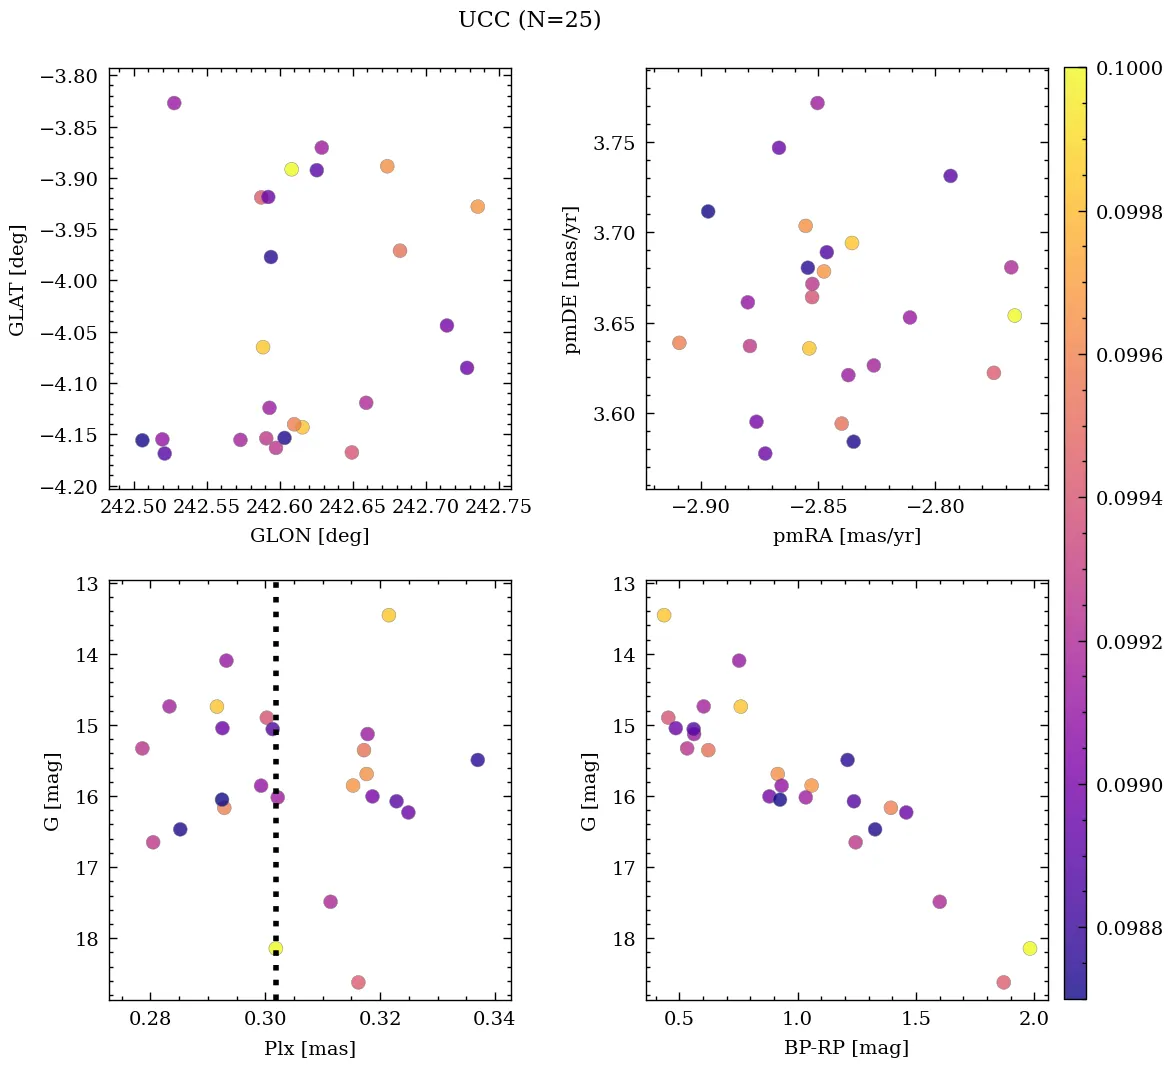 UCC (N=25)
−3.80
−3.85
−3.90
−3.95
−4.00
−4.05
−4.10
−4.15
−4.20
GLAT [deg]
242.50 242.55 242.60 242.65 242.70 242.75
GLON [deg]
3.75
3.70
3.65
3.60
pmDE [mas/yr]
−2.90 −2.85 −2.80
pmRA [mas/yr]
0.1000
0.0998
0.0996
0.0994
0.0992
0.0990
0.0988
13
14
15
16
17
18
G [mag]
0.28 0.30 0.32 0.34
Plx [mas]
13
14
15
16
17
18
G [mag]
0.5 1.0 1.5 2.0
BP-RP [mag]